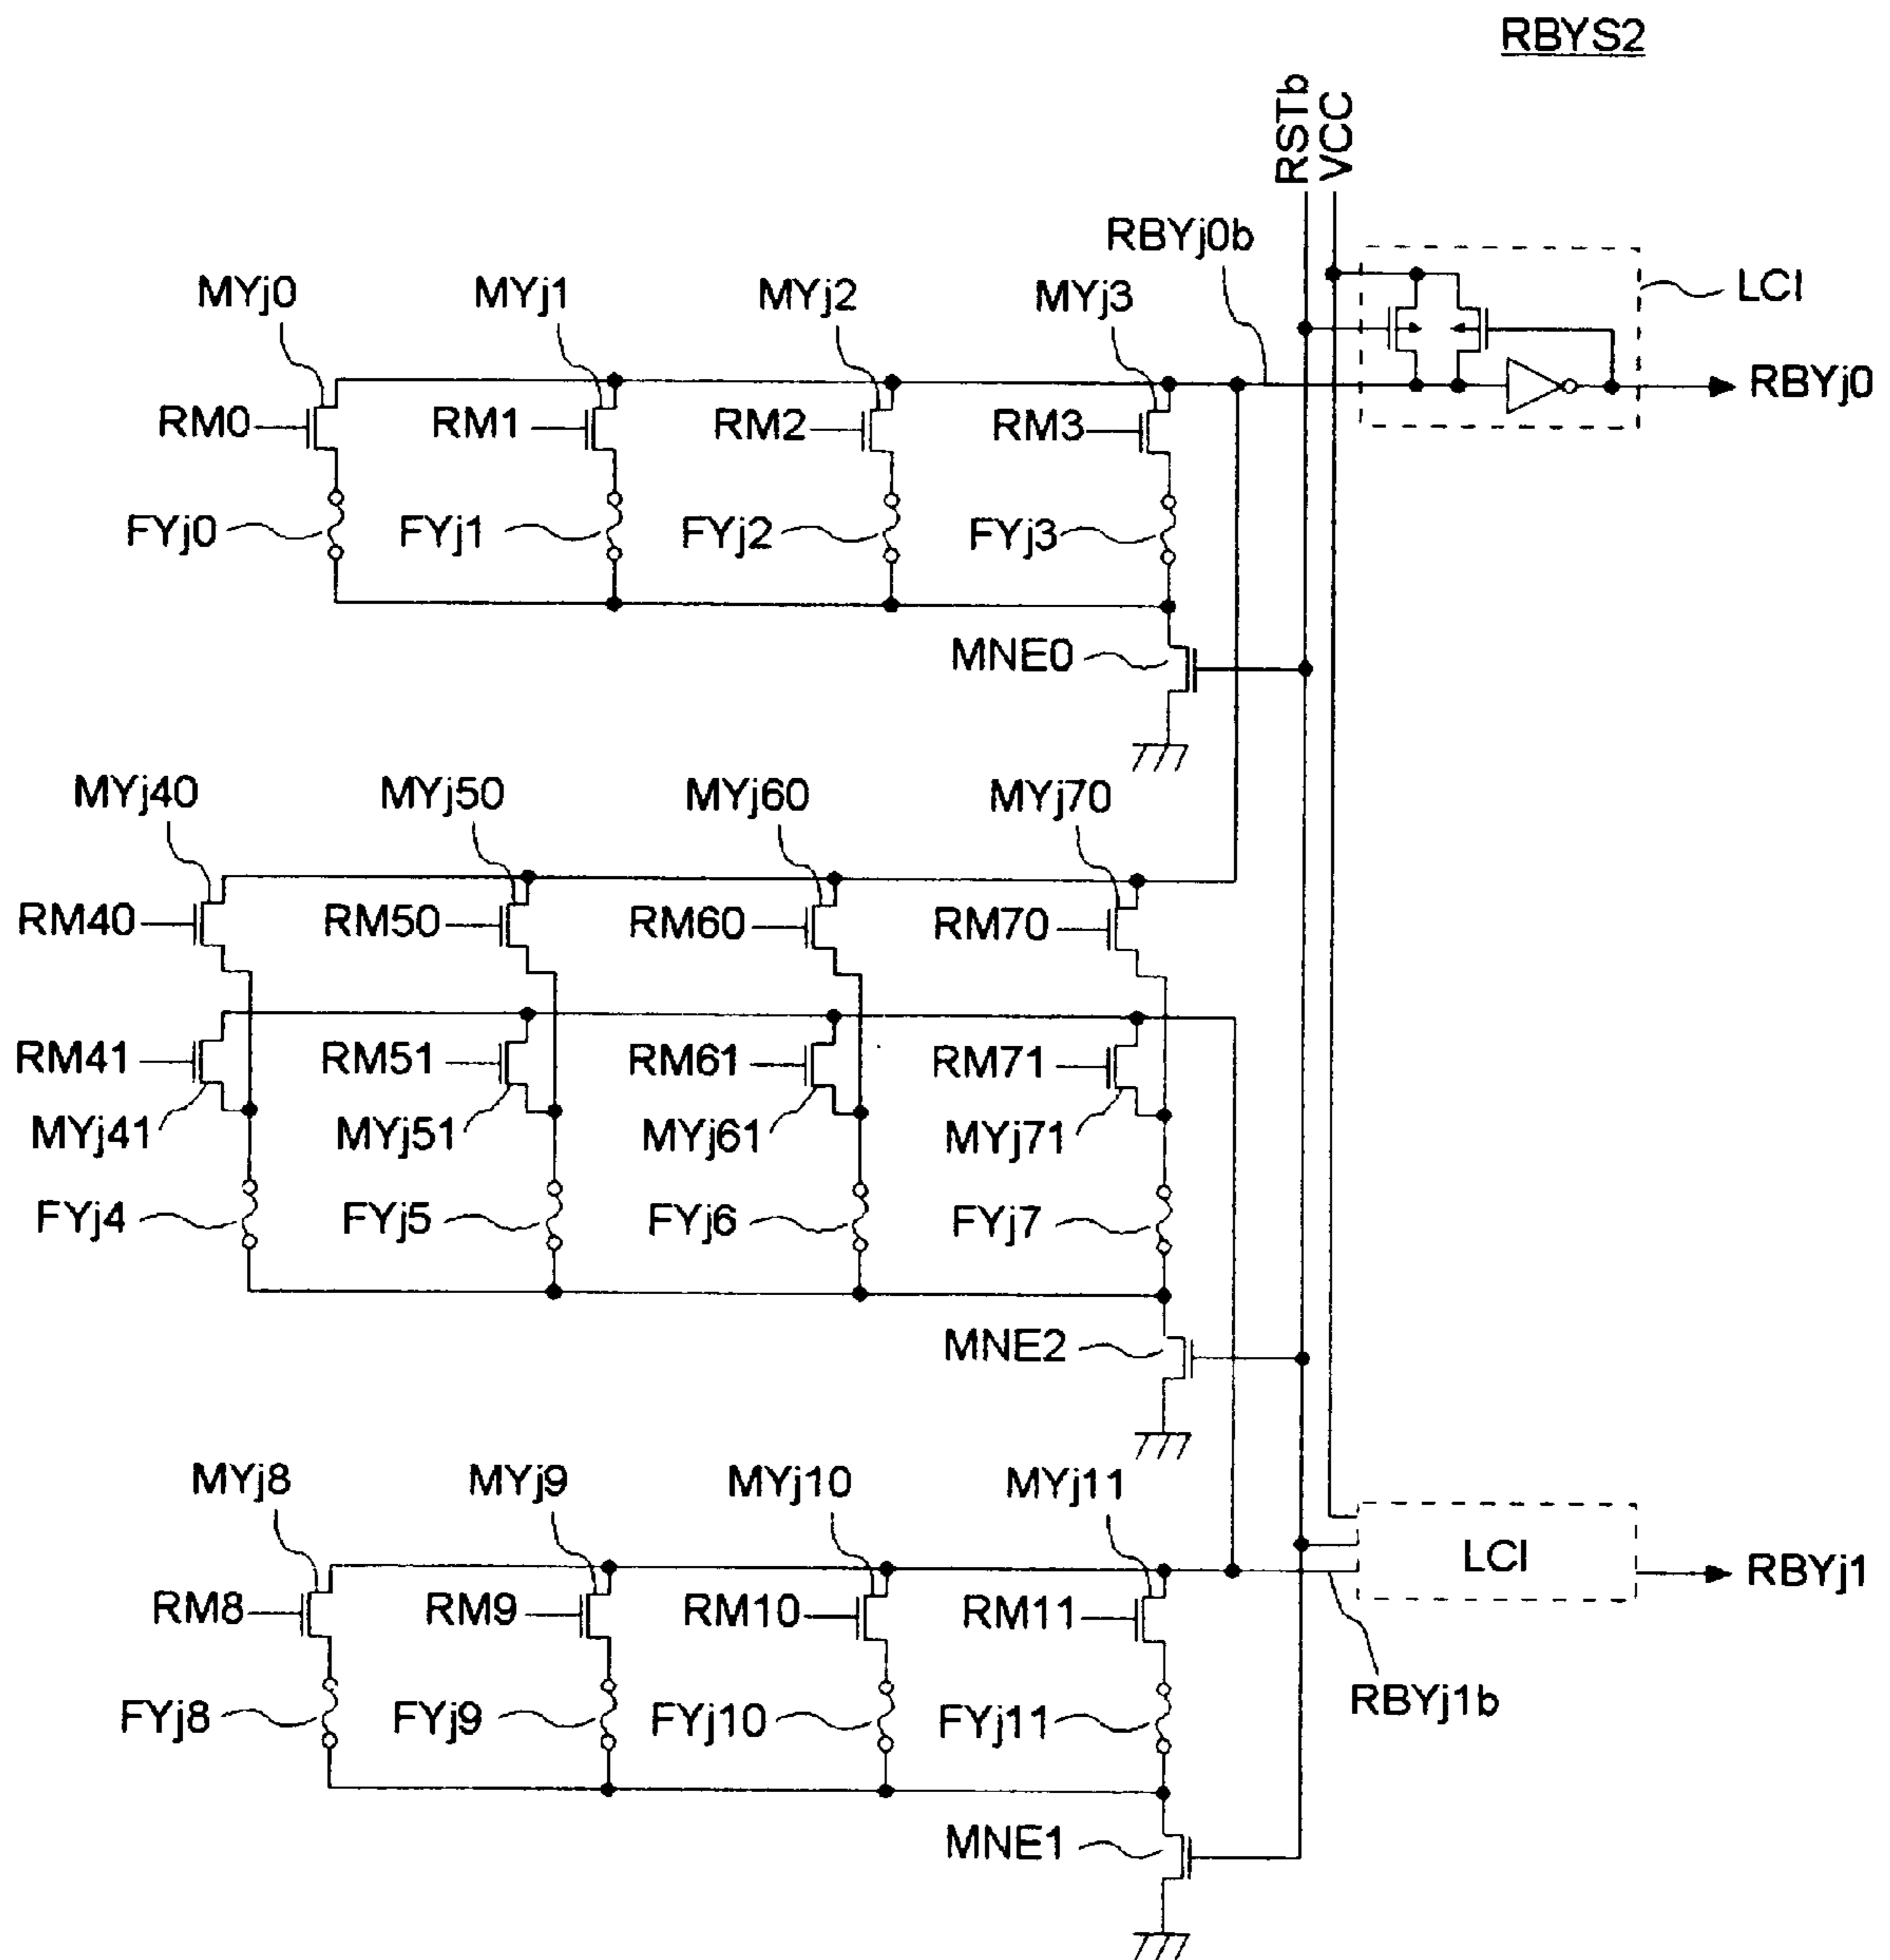 RBYS2
RSTb
VCC
RBYj0b
MYj0
MYj1
MYj2
MYj3
LCI
RBYj0
RM0
RM1
RM2
RM3
FYj0
FYj1
FYj2
FYj3
MNE0
MYj40
MYj50
MYj60
MYj70
RM40
RM50
RM60
RM70
RM41
RM51
RM61
RM71
MYj41
MYj51
MYj61
MYj71
FYj4
FYj5
FYj6
FYj7
MNE2
MYj8
MYj9
MYj10
MYj11
LCI
RBYj1
RM8
RM9
RM10
RM11
RBYj1b
FYj8
FYj9
FYj10
FYj11
MNE1